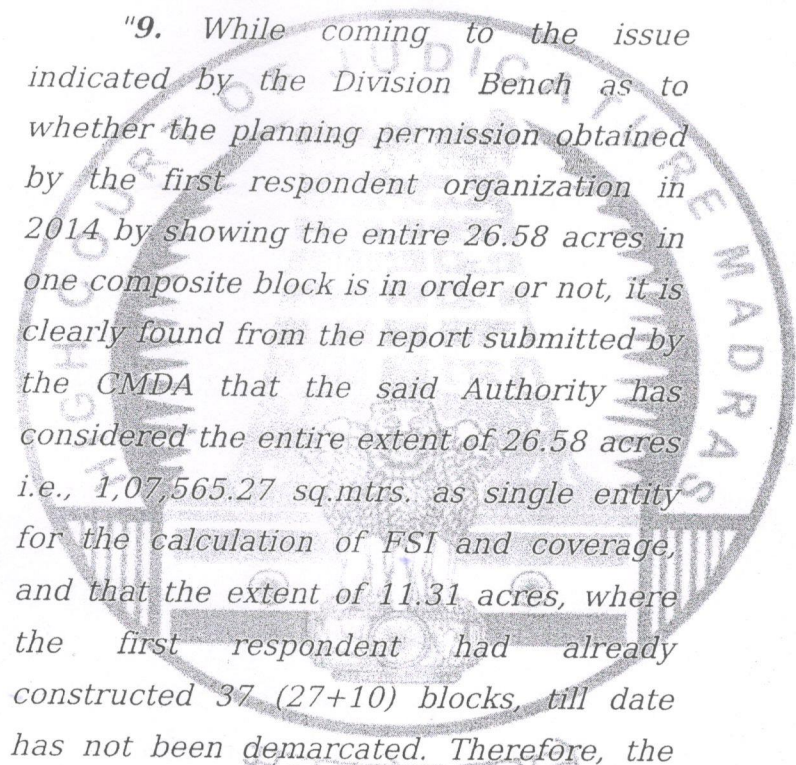 "9. While coming to the issue
indicated by the Division Bench as to
whether the planning permission obtained
by the first respondent organization in
2014 by showing the entire 26.58 acres in
one composite block is in order or not, it is
clearly found from the report submitted by
the CMDA that the said Authority has
considered the entire extent of 26.58 acres
i.e., 1,07,565.27 sq.mtrs. as single entity
for the calculation of FSI and coverage,
and that the extent of 11.31 acres, where
the first respondent had already
constructed 37 (27+10) blocks, till date
has not been demarcated. Therefore, the
HIGH COURT OF JUDICATURE MADRAS